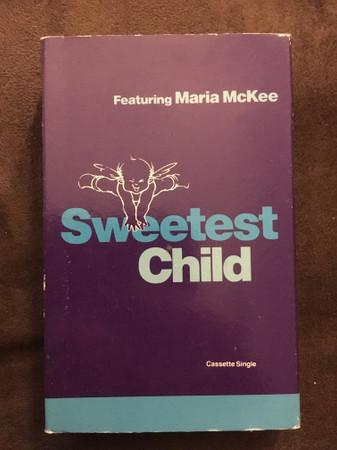 Featuring Maria McKee
Sweetest
Child
Cassette Single